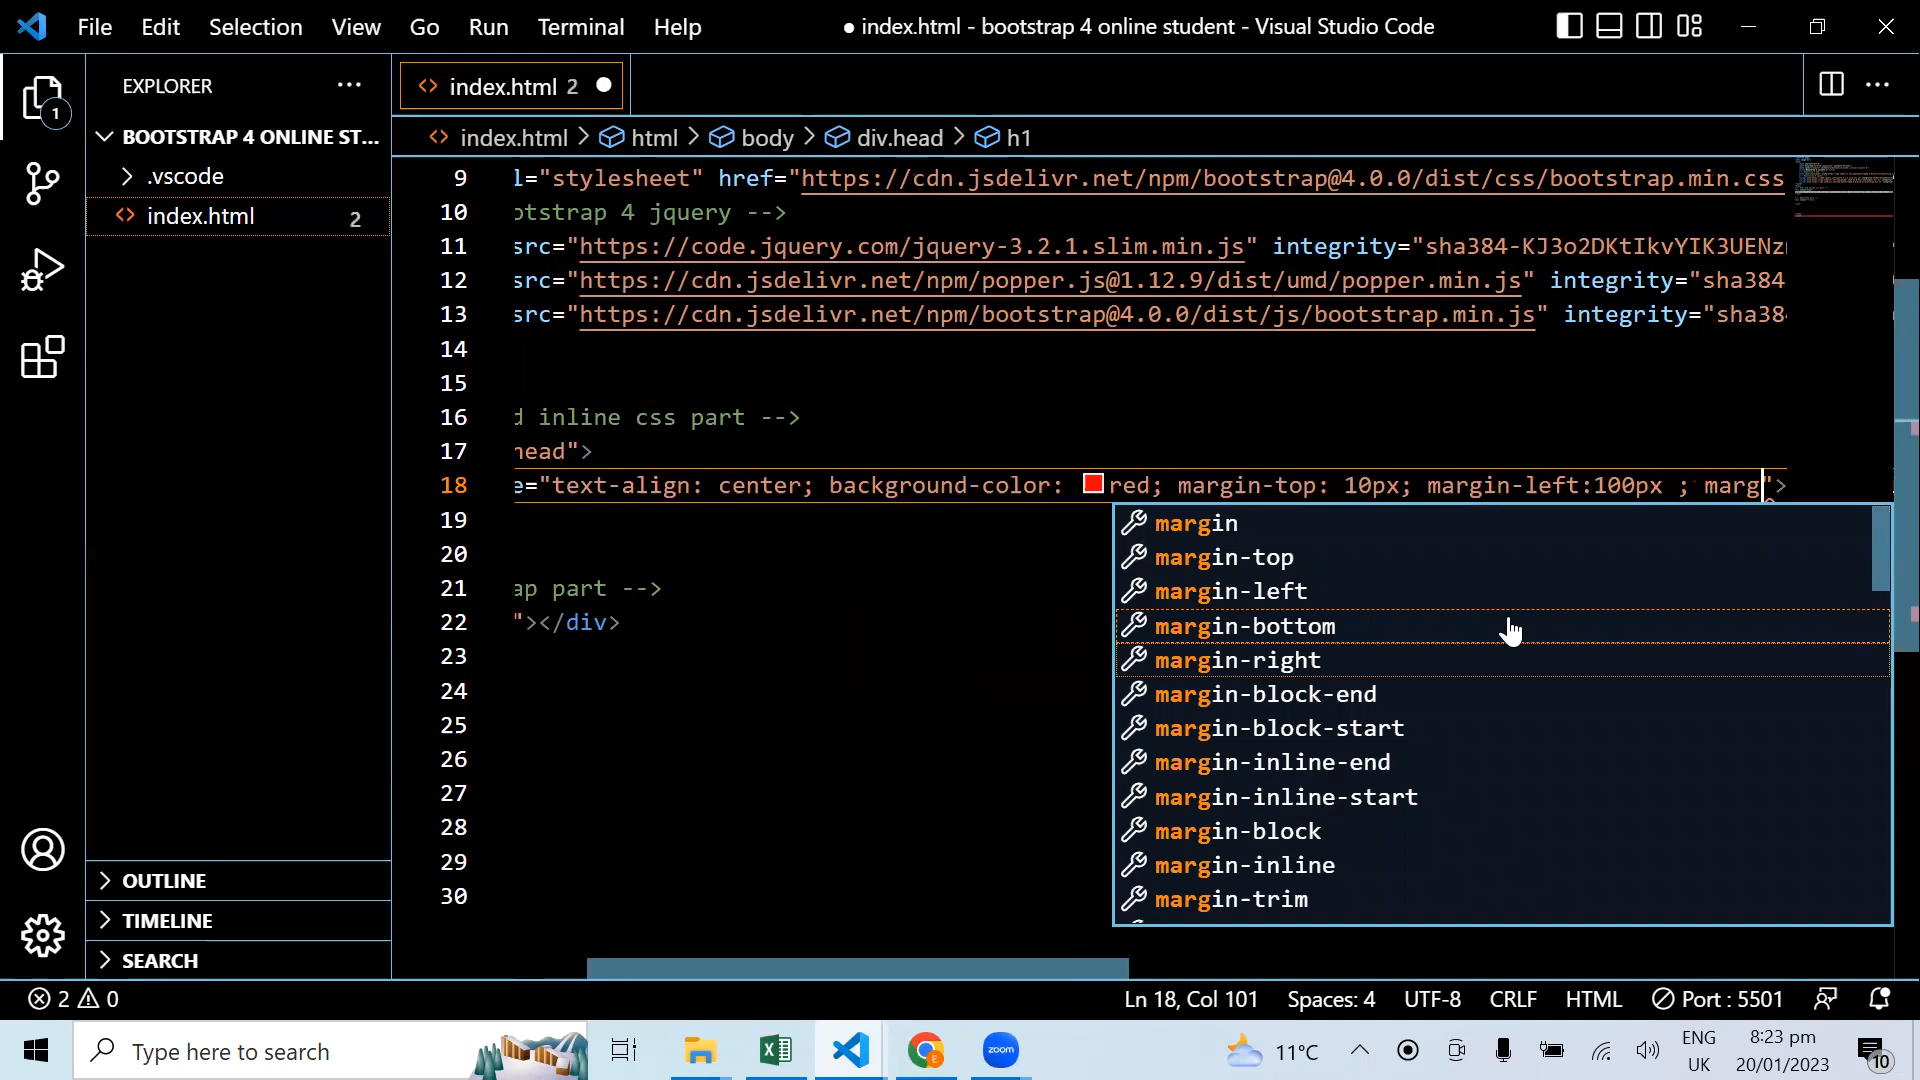 File Edit Selection View Go Run Terminal Help
● index.html - bootstrap 4 online student - Visual Studio Code
EXPLORER ···
index.html 2 ●
BOOTSTRAP 4 ONLINE ST...
index.html > html > body > div.head > h1
.vscode
index.html 2
1
9 l="stylesheet" href="https://cdn.jsdelivr.net/npm/bootstrap@4.0.0/dist/css/bootstrap.min.css
10 otstrap 4 jquery -->
11 src="https://code.jquery.com/jquery-3.2.1.slim.min.js" integrity="sha384-KJ3o2DKtIkvYIK3UENz
12 src="https://cdn.jsdelivr.net/npm/popper.js@1.12.9/dist/umd/popper.min.js" integrity="sha384
13 src="https://cdn.jsdelivr.net/npm/bootstrap@4.0.0/dist/js/bootstrap.min.js" integrity="sha38
14
15
16 d inline css part -->
17 head">
18 e="text-align: center; background-color: red; margin-top: 10px; margin-left:100px ; marg">
19
20
21 ap part -->
22 "></div>
23
24
25
26
27
28
29
30
margin
margin-top
margin-left
margin-bottom
margin-right
margin-block-end
margin-block-start
margin-inline-end
margin-inline-start
margin-block
margin-inline
margin-trim
OUTLINE
TIMELINE
SEARCH
2 0
Ln 18, Col 101 Spaces: 4 UTF-8 CRLF HTML Port : 5501
Type here to search
zoom
11°C
ENG
UK
8:23 pm
20/01/2023
10